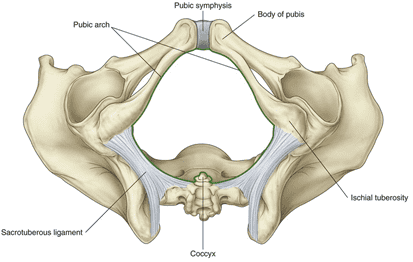 Pubic symphysis
Pubic arch
Body of pubis
Ischial tuberosity
Sacrotuberous ligament
Coccyx